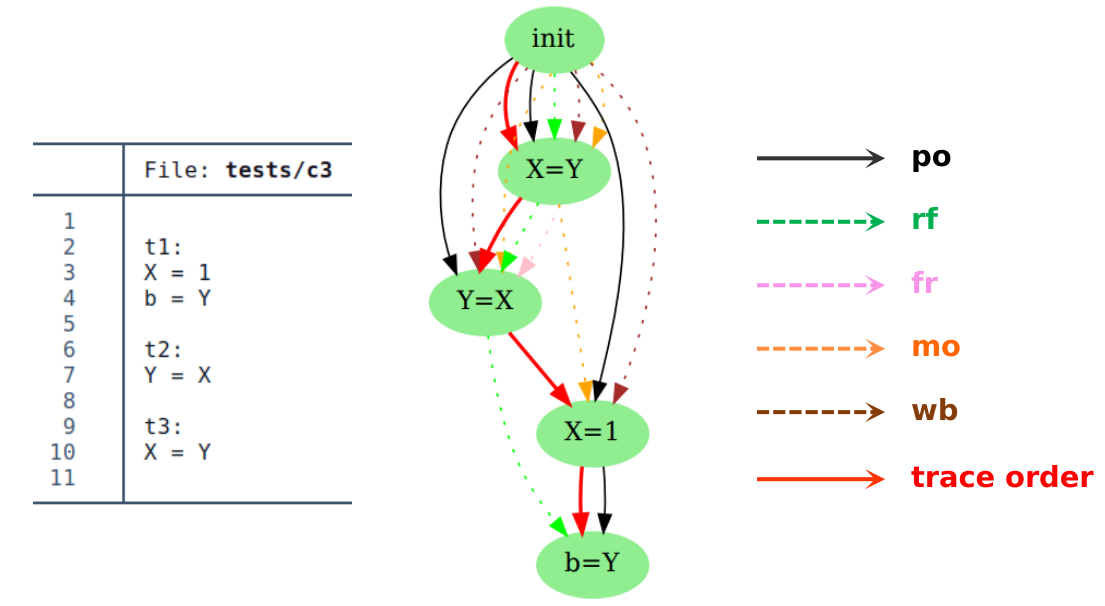 File: tests/c3
1
2 t1:
3 X = 1
4 b = Y
5
6 t2:
7 Y = X
8
9 t3:
10 X = Y
11
init
X=Y
Y=X
X=1
b=Y
po
rf
fr
mo
wb
trace order